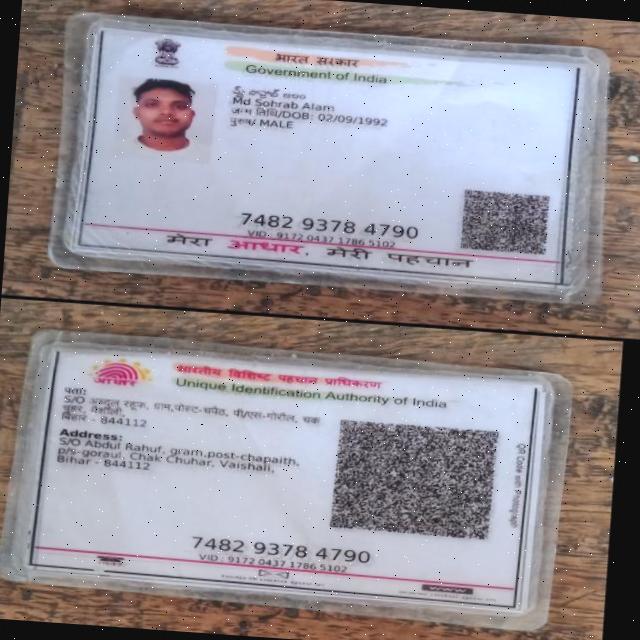 भारत सरकार
Government of India
Md Sohrab Alam
जन्म तिथि/DOB: 02/09/1992
पुरुष/ MALE
7482 9378 4790
VID: 9172 0437 1786 5102
मेरा आधार, मेरी पहचान
आधार
भारतीय विशिष्ट पहचान प्राधिकरण
Unique Identification Authority of India
पता:
S/O अब्दुल रहूफ, ग्राम,पोस्ट-चपैठ, पी/एस-गोरौल, चक
चुहर, वैशाली,
बिहार - 844112
Address:
S/O Abdul Rahuf, gram,post-chapaith,
p/s-goraul, Chak Chuhar, Vaishali,
Bihar - 844112
7482 9378 4790
VID : 9172 0437 1786 5102
WWW